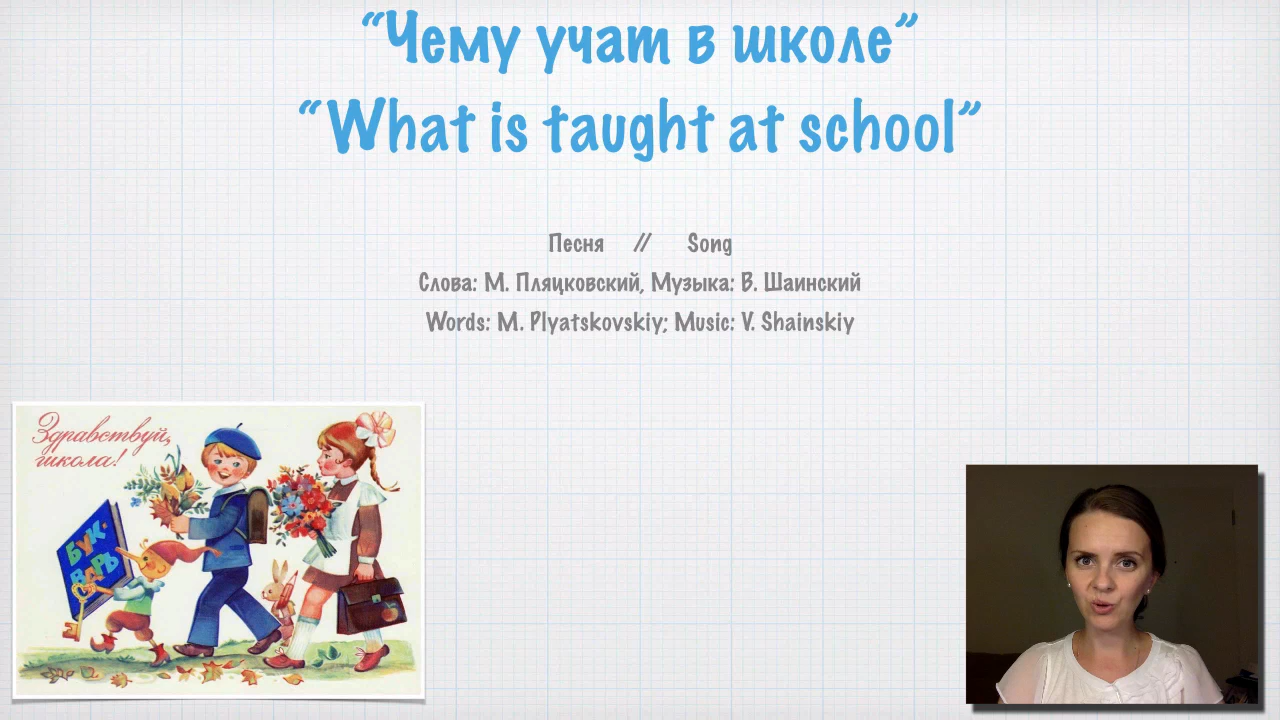 “Чему учат в школе”
“What is taught at school”
Песня // Song
Слова: М. Пляцковский, Музыка: В. Шаинский
Words: M. Plyatskovskiy; Music: V. Shainskiy
Здравствуй,
школа!
БУК-
ВАРЬ